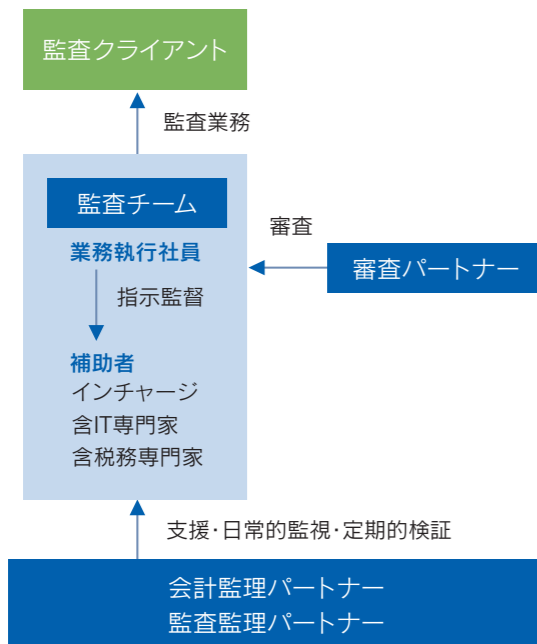 監査クライアント
監査業務
監査チーム
業務執行社員
指示監督
補助者
インチャージ
含IT専門家
含税務専門家
審査
審査パートナー
支援・日常的監視・定期的検証
会計監理パートナー
監査監理パートナー